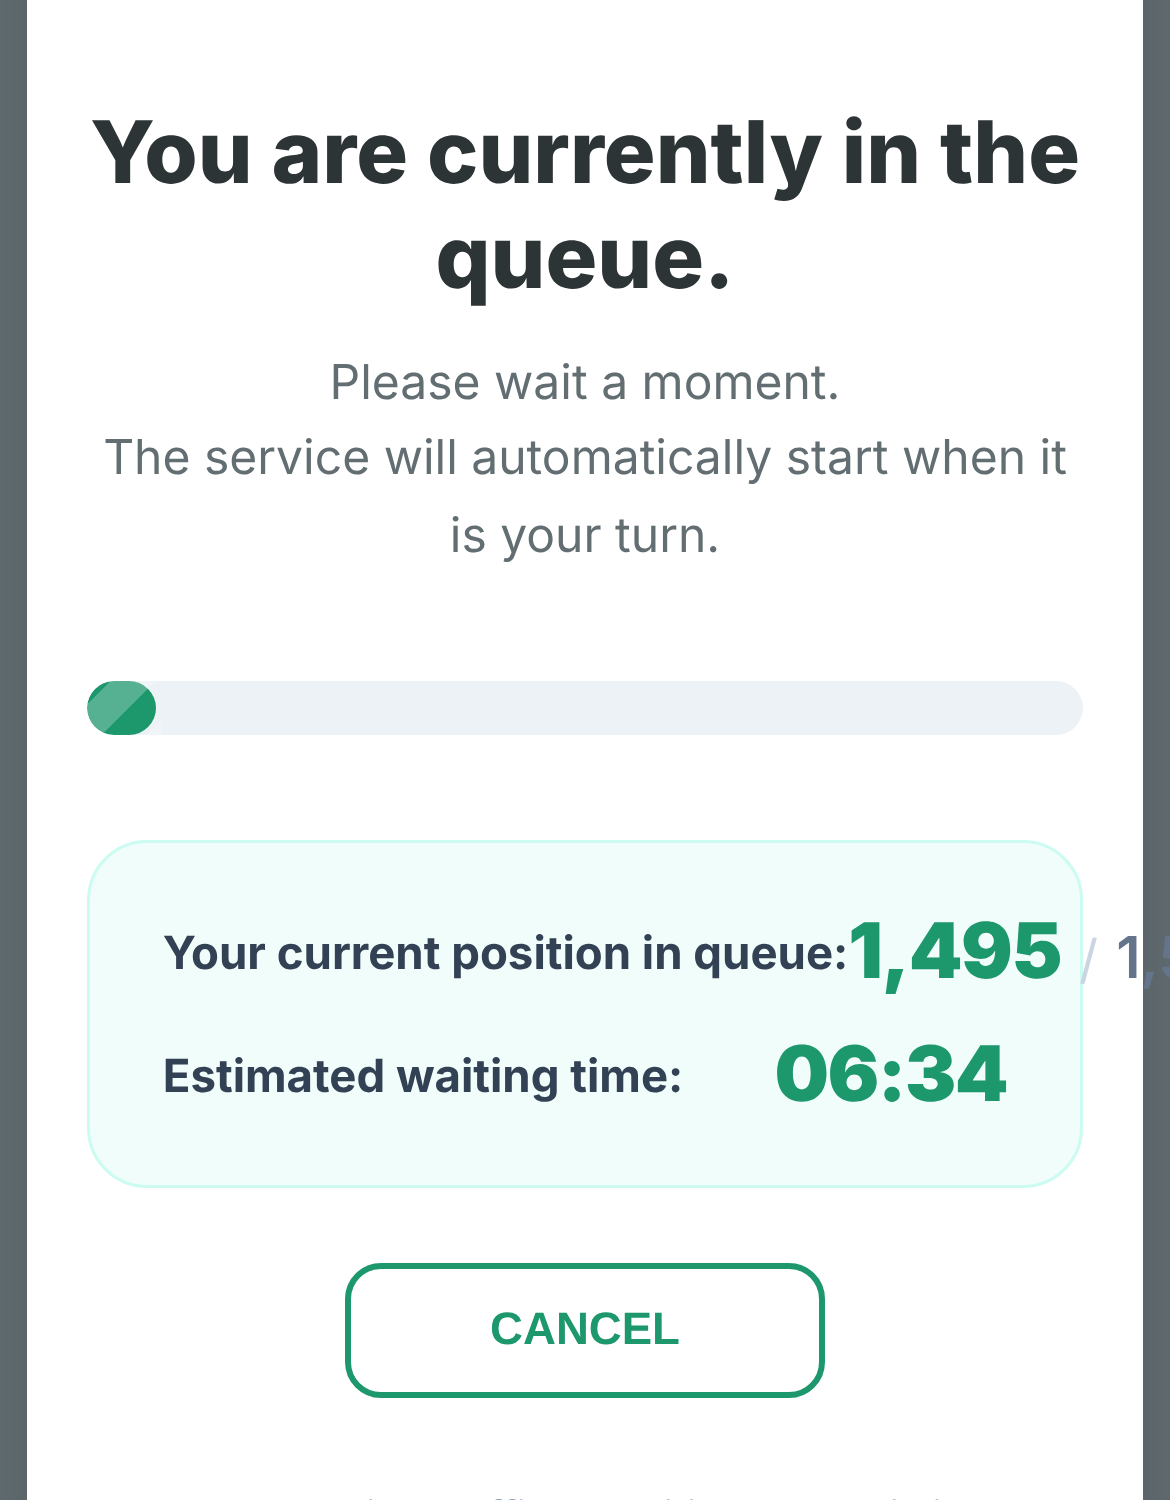 You are currently in the
queue.
Please wait a moment.
The service will automatically start when it
is your turn.
Your current position in queue: 1,495 /
Estimated waiting time: 06:34
CANCEL